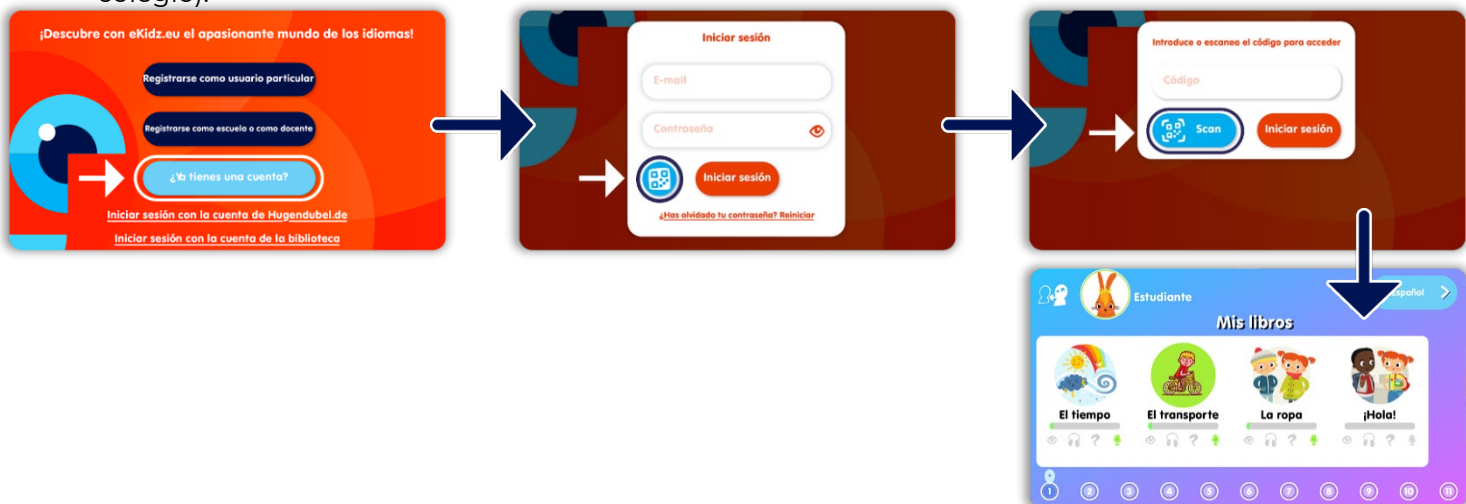 colegio).
¡Descubre con eKidz.eu el apasionante mundo de los idiomas!
Registrarse como usuario particular
Registrarse como escuela o como docente
¿Ya tienes una cuenta?
Iniciar sesión con la cuenta de Hugendubel.de
Iniciar sesión con la cuenta de la biblioteca
Iniciar sesión
E-mail
Contraseña
Iniciar sesión
¿Has olvidado tu contraseña? Reiniciar
Introduce o escanea el código para acceder
Código
Scan
Iniciar sesión
Estudiante
Español
Mis libros
El tiempo
El transporte
La ropa
¡Hola!
1 2 3 4 5 6 7 8 9 10 11